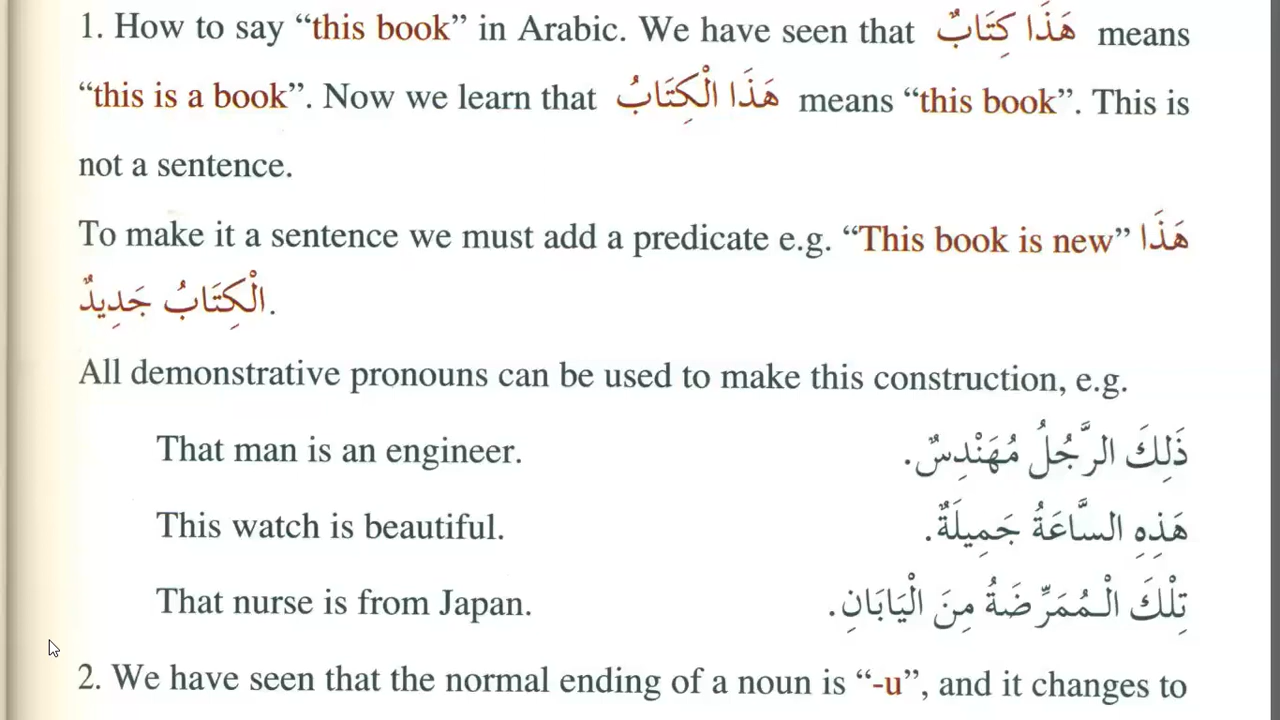 1. How to say “this book” in Arabic. We have seen that هَذَا كِتَابٌ means
“this is a book”. Now we learn that هَذَا الْكِتَابُ means “this book”. This is
not a sentence.
To make it a sentence we must add a predicate e.g. “This book is new” هَذَا
الْكِتَابُ جَدِيدٌ.
All demonstrative pronouns can be used to make this construction, e.g.
That man is an engineer. ذَلِكَ الرَّجُلُ مُهَنْدِسٌ.
This watch is beautiful. هَذِهِ السَّاعَةُ جَمِيلَةٌ.
That nurse is from Japan. تِلْكَ الْمُمَرِّضَةُ مِنَ الْيَابَانِ.
2. We have seen that the normal ending of a noun is “-u”, and it changes to